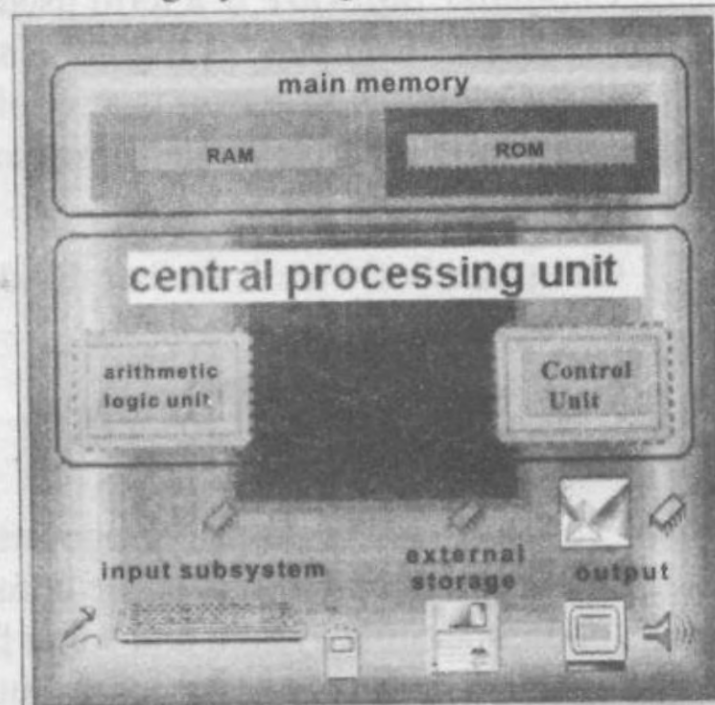 main memory
RAM
ROM
central processing unit
arithmetic
logic unit
Control
Unit
input subsystem
external
storage
output